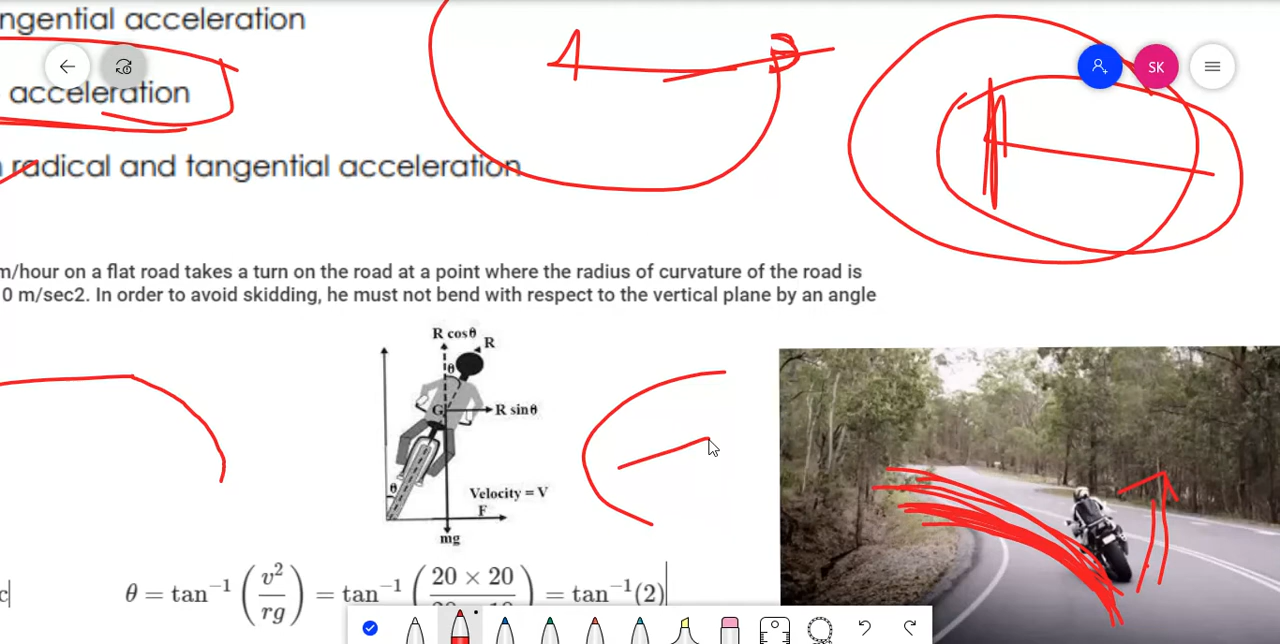 ngential acceleration
acceleration
radical and tangential acceleration
SK
m/hour on a flat road takes a turn on the road at a point where the radius of curvature of the road is
0 m/sec2. In order to avoid skidding, he must not bend with respect to the vertical plane by an angle
R cosθ
R
θ
G
R sinθ
θ
Velocity = V
F
mg
c
θ = tan⁻¹ (v²/rg) = tan⁻¹ (20 × 20) = tan⁻¹(2)